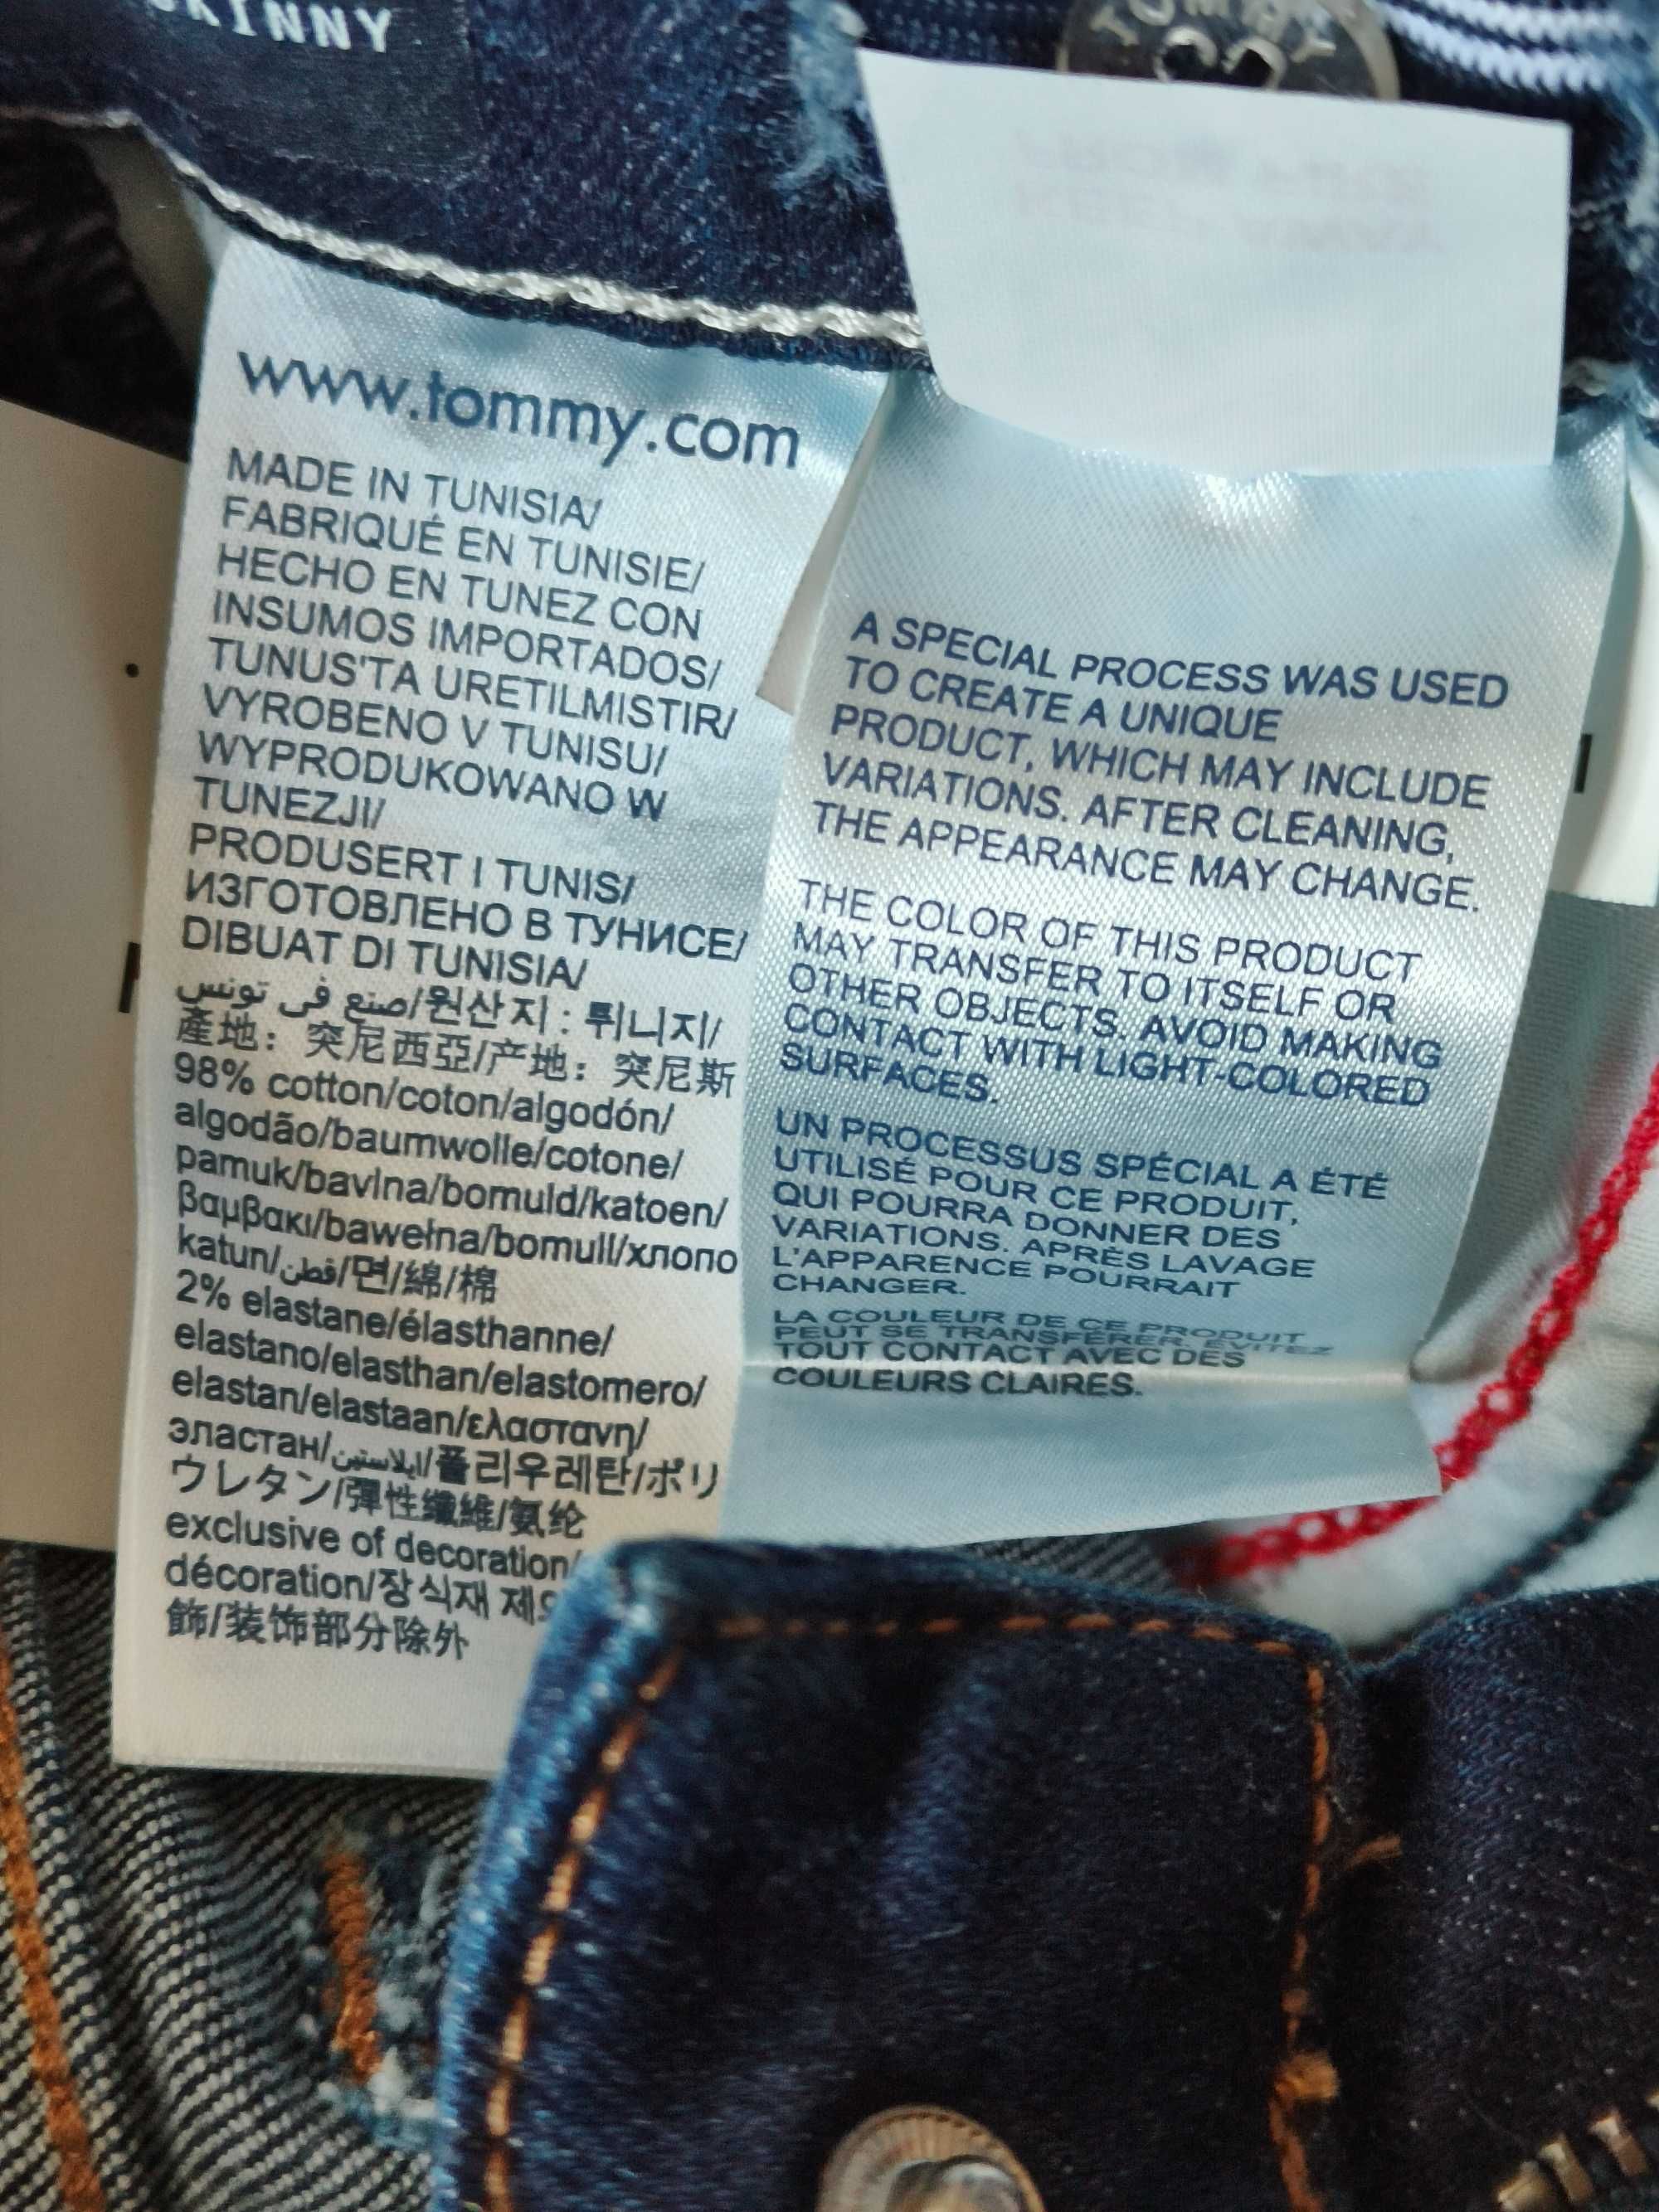 SKINNY
TOMMY
www.tommy.com
MADE IN TUNISIA/
FABRIQUÉ EN TUNISIE/
HECHO EN TUNEZ CON
INSUMOS IMPORTADOS/
TUNUS'TA URETILMISTIR/
VYROBENO V TUNISU/
WYPRODUKOWANO W
TUNEZJI/
PRODUSERT I TUNIS/
ИЗГОТОВЛЕНО В ТУНИСЕ/
DIBUAT DI TUNISIA/
صنع فى تونس/원산지 : 튀니지/
產地：突尼西亞/产地：突尼斯
98% cotton/coton/algodón/
algodão/baumwolle/cotone/
pamuk/bavlna/bomuld/katoen/
βαμβακι/bawełna/bomull/хлопо
katun/قطن/면/綿/棉
2% elastane/élasthanne/
elastano/elasthan/elastomero/
elastan/elastaan/ελαστανη/
эластан/ايلاستين/폴리우레탄/ポリ
ウレタン/彈性纖維/氨纶
exclusive of decoration/
décoration/장식재 제외
飾/装饰部分除外
A SPECIAL PROCESS WAS USED
TO CREATE A UNIQUE
PRODUCT, WHICH MAY INCLUDE
VARIATIONS. AFTER CLEANING,
THE APPEARANCE MAY CHANGE.
THE COLOR OF THIS PRODUCT
MAY TRANSFER TO ITSELF OR
OTHER OBJECTS. AVOID MAKING
CONTACT WITH LIGHT-COLORED
SURFACES.
UN PROCESSUS SPÉCIAL A ÉTÉ
UTILISÉ POUR CE PRODUIT,
QUI POURRA DONNER DES
VARIATIONS. APRÈS LAVAGE
L'APPARENCE POURRAIT
CHANGER.
LA COULEUR DE CE PRODUIT
PEUT SE TRANSFÉRER. ÉVITEZ
TOUT CONTACT AVEC DES
COULEURS CLAIRES.